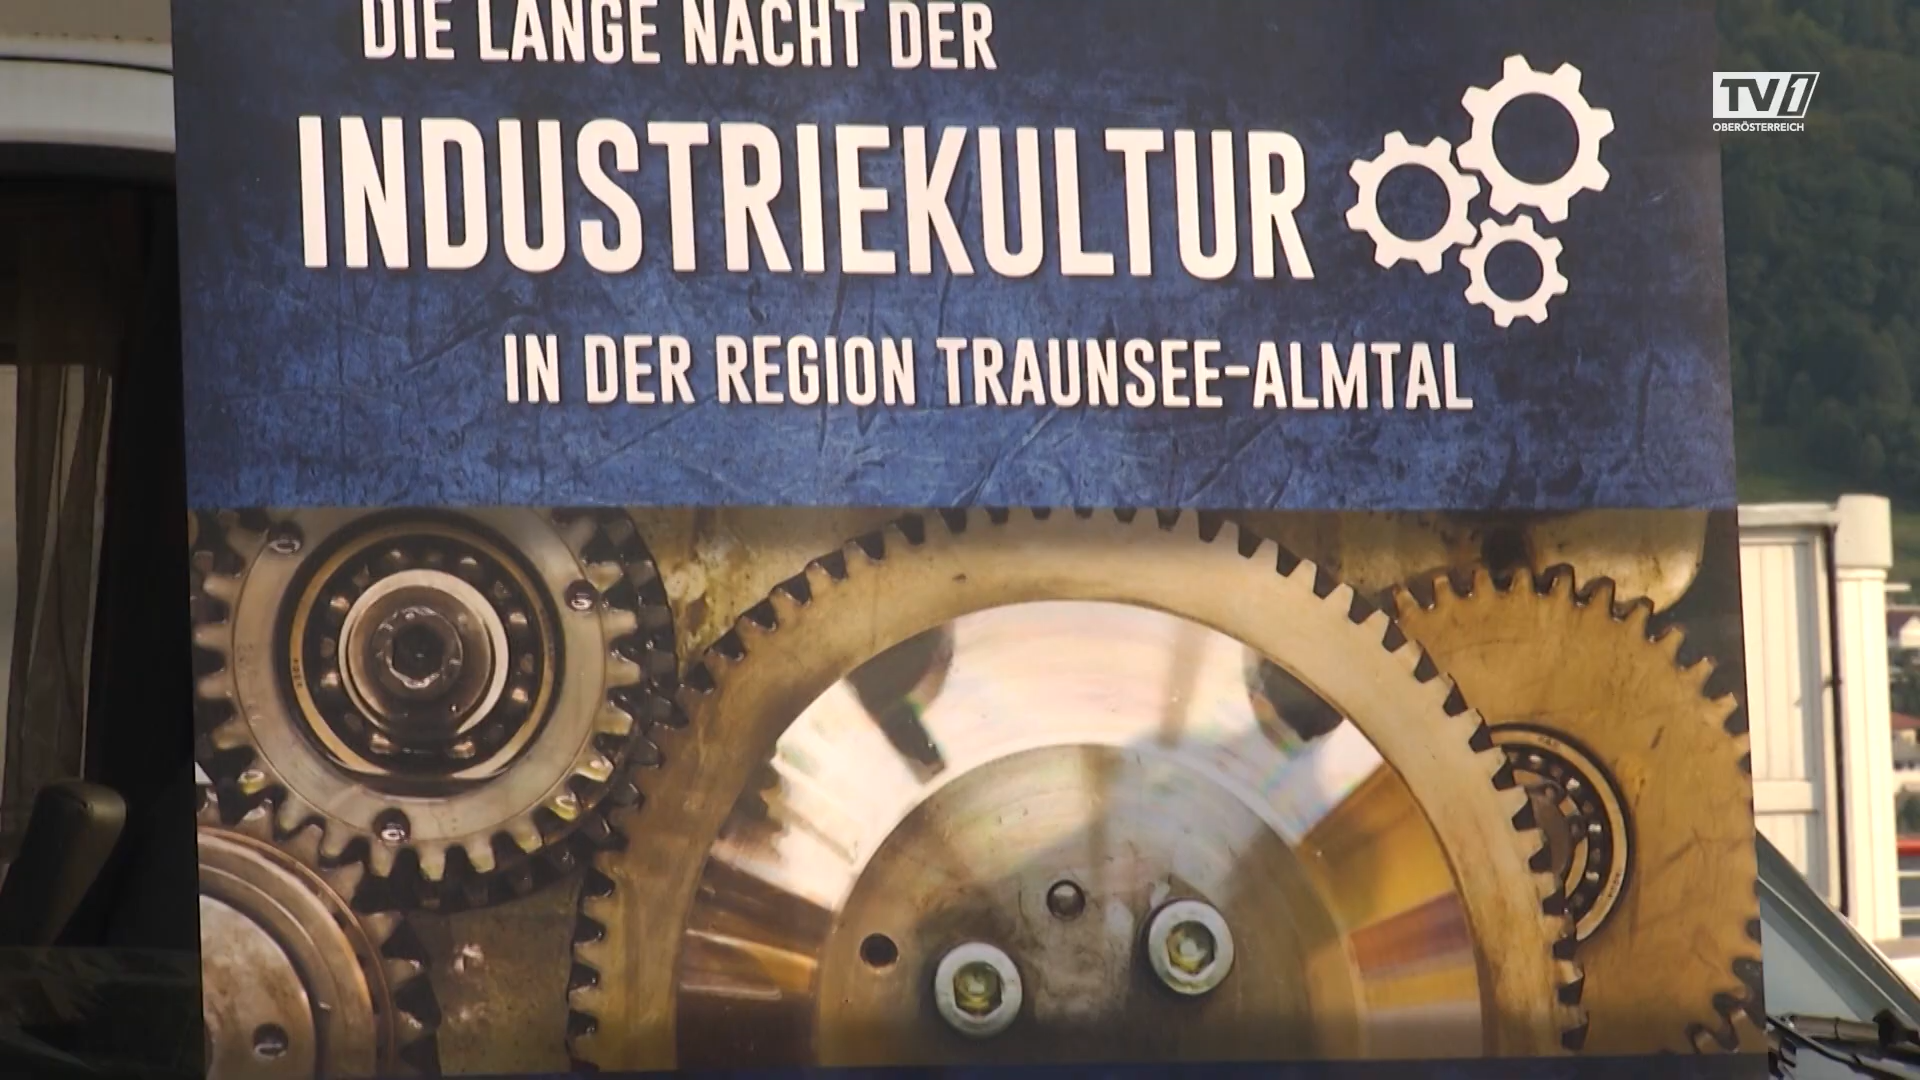 DIE LANGE NACHT DER
INDUSTRIEKULTUR
IN DER REGION TRAUNSEE-ALMTAL
TV1
OBERÖSTERREICH